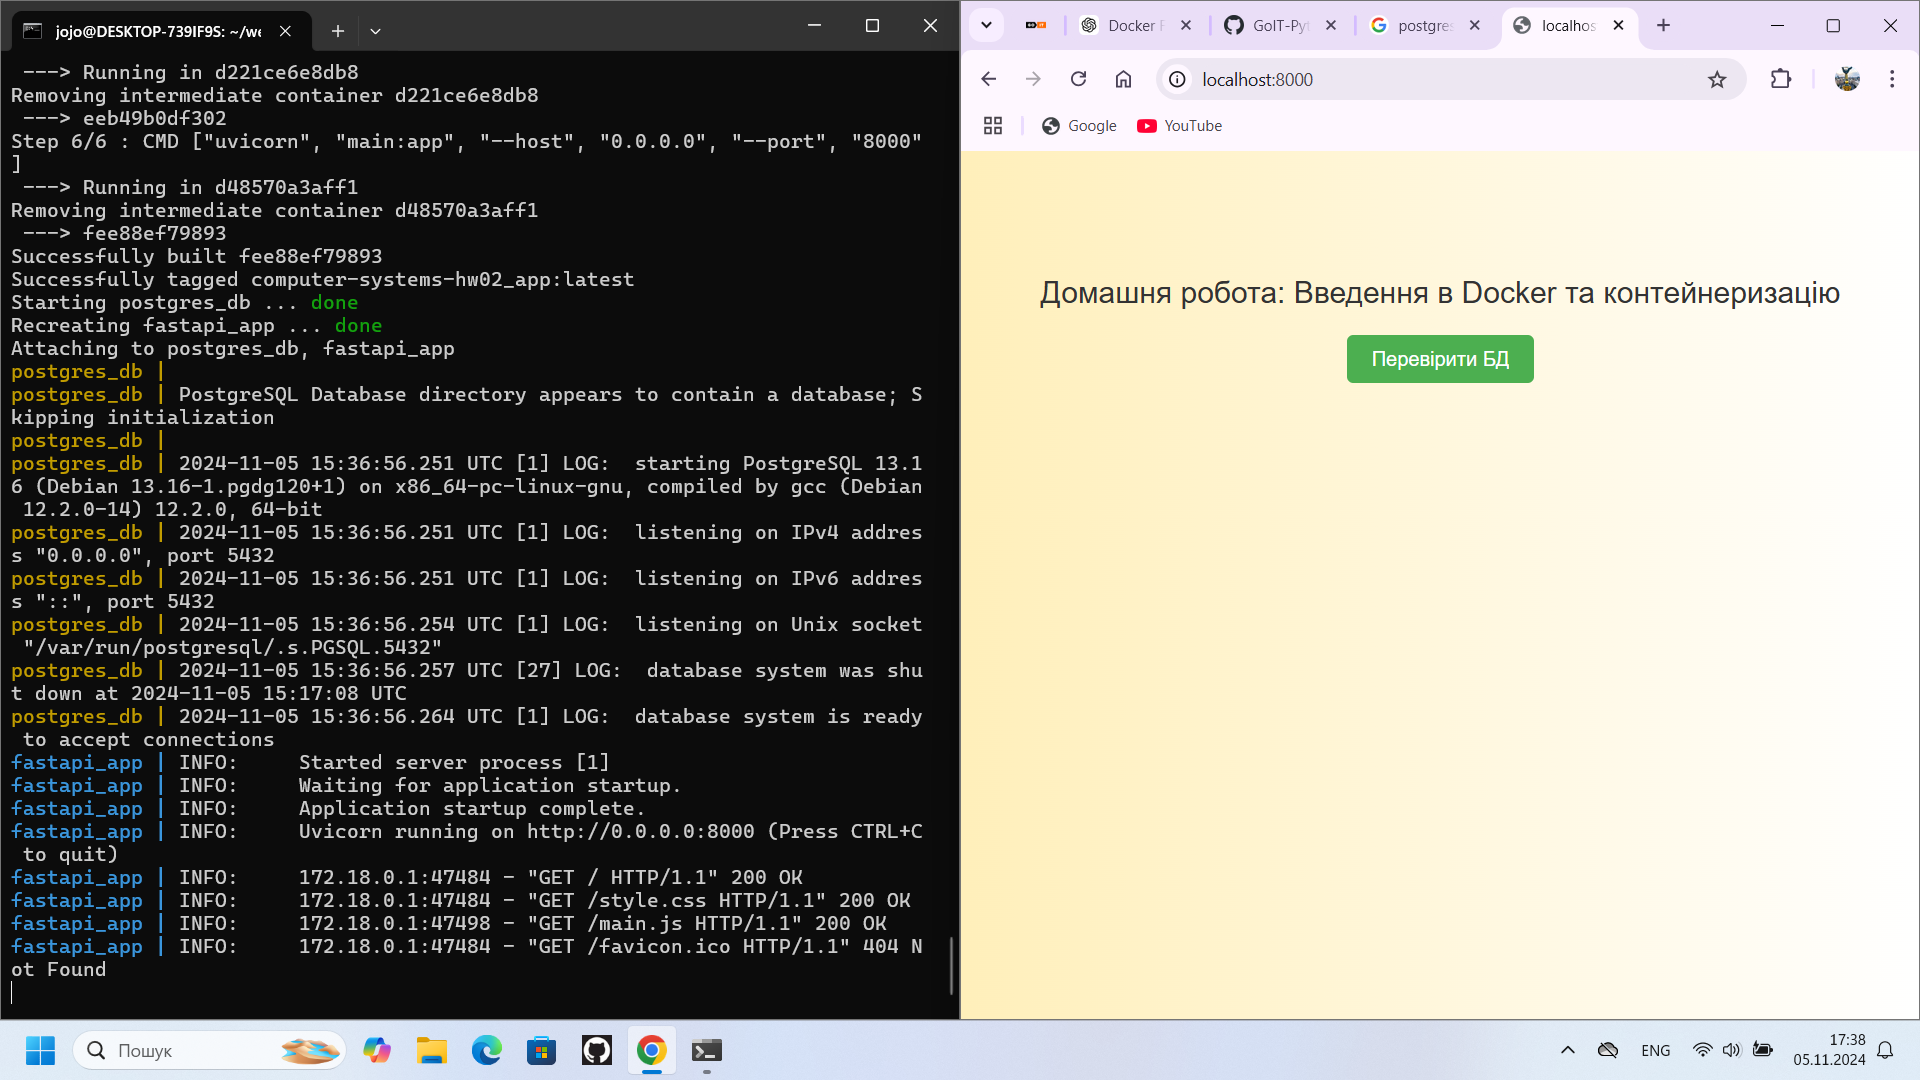 jojo@DESKTOP-739IF9S: ~/we
---> Running in d221ce6e8db8
Removing intermediate container d221ce6e8db8
---> eeb49b0df302
Step 6/6 : CMD ["uvicorn", "main:app", "--host", "0.0.0.0", "--port", "8000"
]
---> Running in d48570a3aff1
Removing intermediate container d48570a3aff1
---> fee88ef79893
Successfully built fee88ef79893
Successfully tagged computer-systems-hw02_app:latest
Starting postgres_db ... done
Recreating fastapi_app ... done
Attaching to postgres_db, fastapi_app
postgres_db |
postgres_db | PostgreSQL Database directory appears to contain a database; S
kipping initialization
postgres_db |
postgres_db | 2024-11-05 15:36:56.251 UTC [1] LOG:  starting PostgreSQL 13.1
6 (Debian 13.16-1.pgdg120+1) on x86_64-pc-linux-gnu, compiled by gcc (Debian
12.2.0-14) 12.2.0, 64-bit
postgres_db | 2024-11-05 15:36:56.251 UTC [1] LOG:  listening on IPv4 addres
s "0.0.0.0", port 5432
postgres_db | 2024-11-05 15:36:56.251 UTC [1] LOG:  listening on IPv6 addres
s "::", port 5432
postgres_db | 2024-11-05 15:36:56.254 UTC [1] LOG:  listening on Unix socket
"/var/run/postgresql/.s.PGSQL.5432"
postgres_db | 2024-11-05 15:36:56.257 UTC [27] LOG:  database system was shu
t down at 2024-11-05 15:17:08 UTC
postgres_db | 2024-11-05 15:36:56.264 UTC [1] LOG:  database system is ready
to accept connections
fastapi_app | INFO:     Started server process [1]
fastapi_app | INFO:     Waiting for application startup.
fastapi_app | INFO:     Application startup complete.
fastapi_app | INFO:     Uvicorn running on http://0.0.0.0:8000 (Press CTRL+C
to quit)
fastapi_app | INFO:     172.18.0.1:47484 - "GET / HTTP/1.1" 200 OK
fastapi_app | INFO:     172.18.0.1:47484 - "GET /style.css HTTP/1.1" 200 OK
fastapi_app | INFO:     172.18.0.1:47498 - "GET /main.js HTTP/1.1" 200 OK
fastapi_app | INFO:     172.18.0.1:47484 - "GET /favicon.ico HTTP/1.1" 404 N
ot Found
Docker F GoIT-Pyt postgres localhos
localhost:8000
Google YouTube
Домашня робота: Введення в Docker та контейнеризацію
Перевірити БД
Пошук
ENG
17:38
05.11.2024